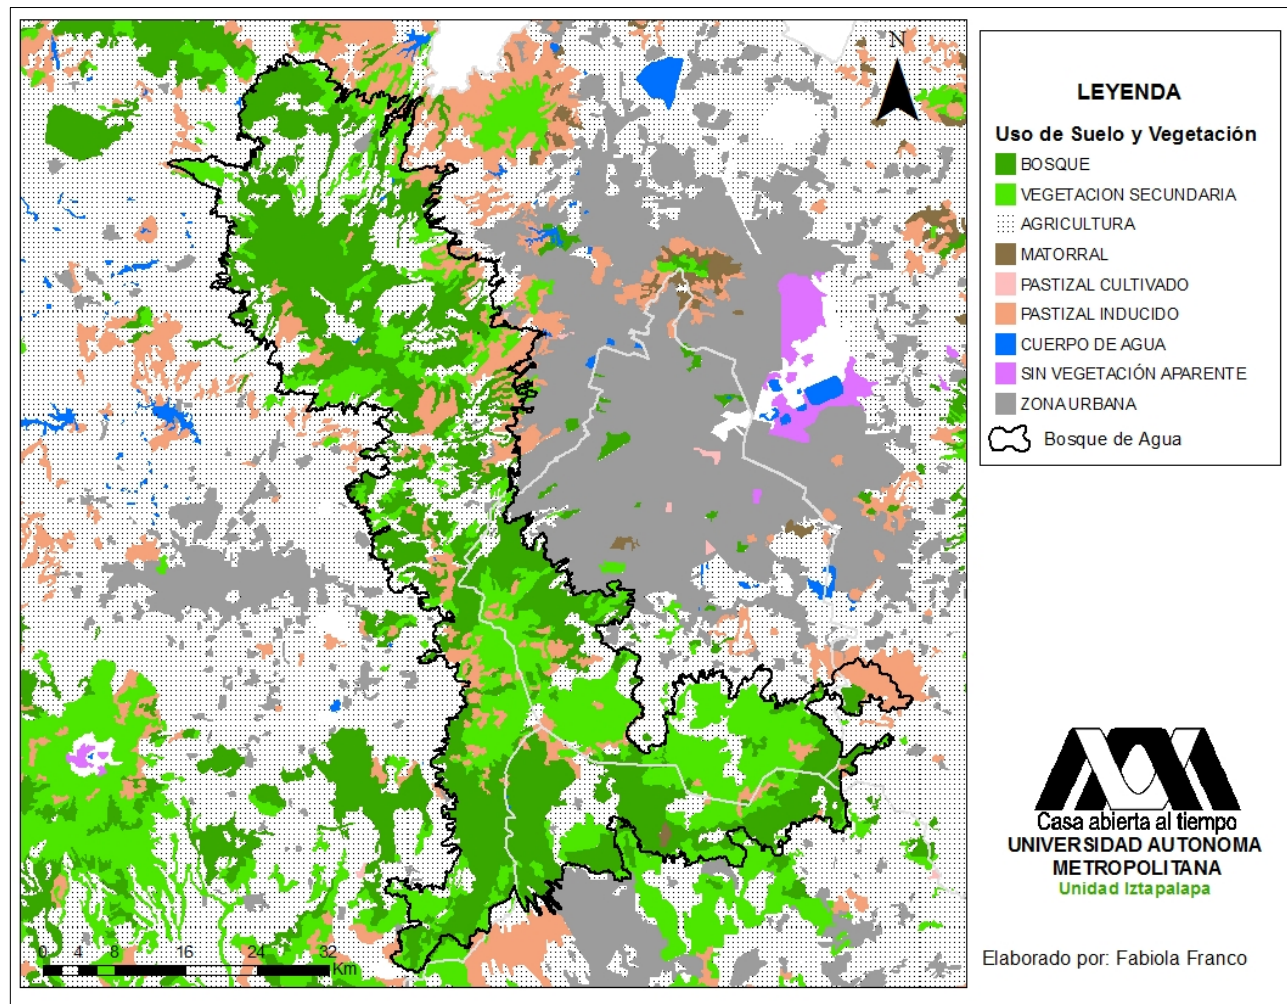 N
0 4 8 16 24 32
Km
LEYENDA
Uso de Suelo y Vegetación
BOSQUE
VEGETACION SECUNDARIA
AGRICULTURA
MATORRAL
PASTIZAL CULTIVADO
PASTIZAL INDUCIDO
CUERPO DE AGUA
SIN VEGETACIÓN APARENTE
ZONA URBANA
Bosque de Agua
Casa abierta al tiempo
UNIVERSIDAD AUTONOMA
METROPOLITANA
Unidad Iztapalapa
Elaborado por: Fabiola Franco